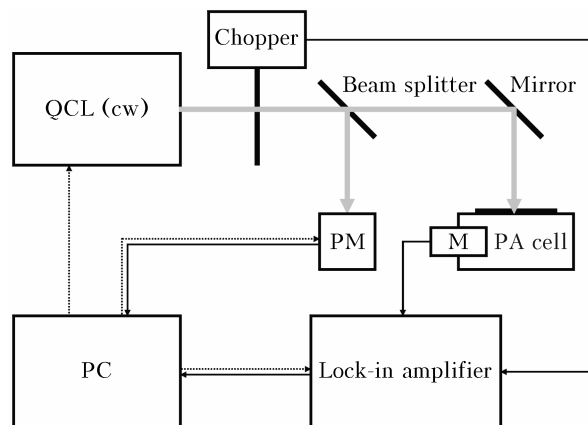 Chopper
QCL (cw)
Beam splitter
Mirror
PM
M
PA cell
PC
Lock-in amplifier